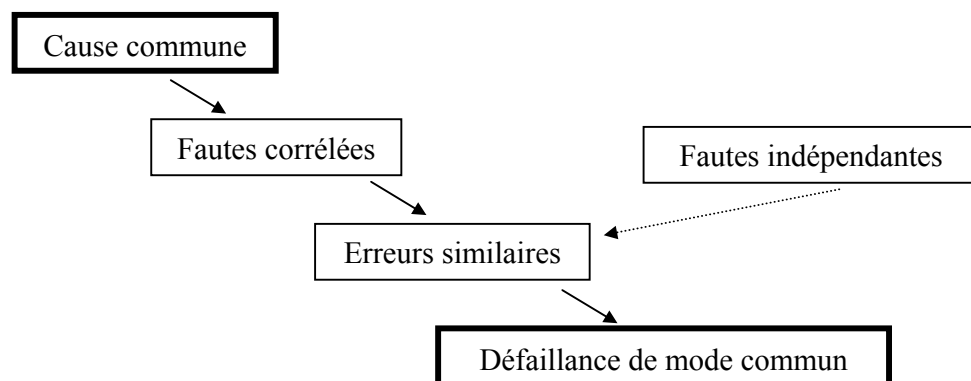 Cause commune
Fautes corrélées
Fautes indépendantes
Erreurs similaires
Défaillance de mode commun